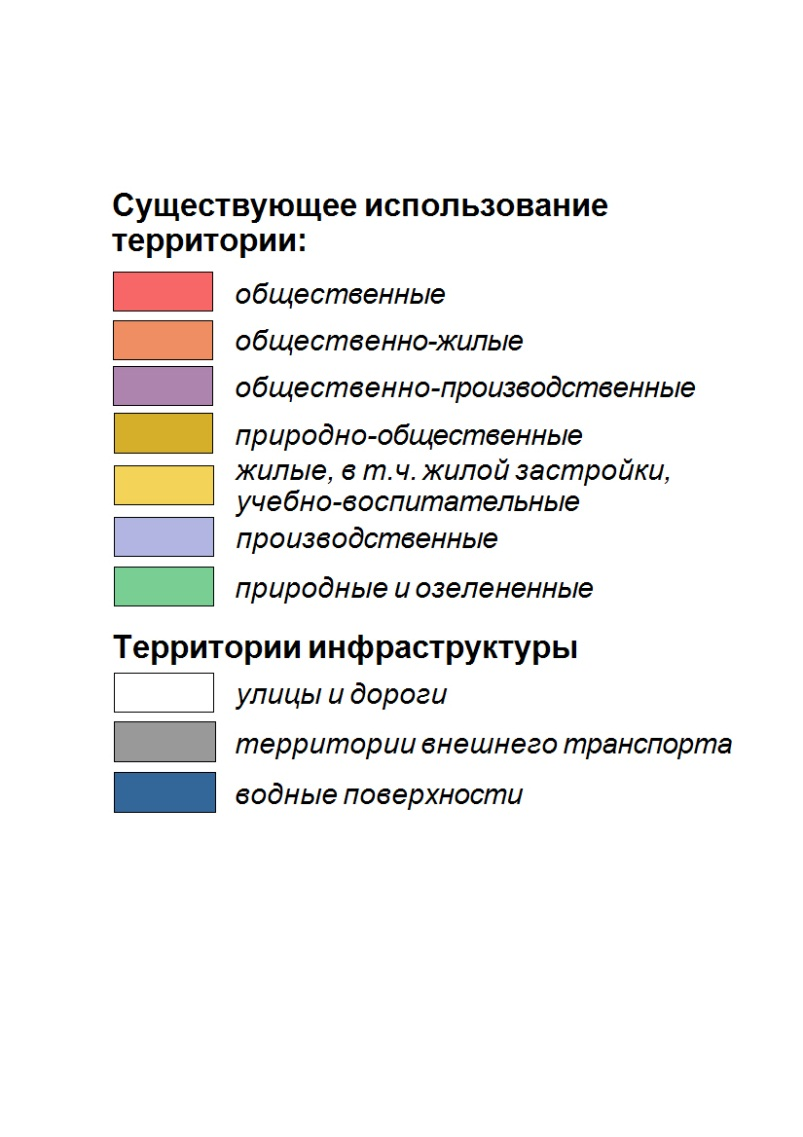 Существующее использование
территории:
общественные
общественно-жилые
общественно-производственные
природно-общественные
жилые, в т.ч. жилой застройки,
учебно-воспитательные
производственные
природные и озелененные
Территории инфраструктуры
улицы и дороги
территории внешнего транспорта
водные поверхности